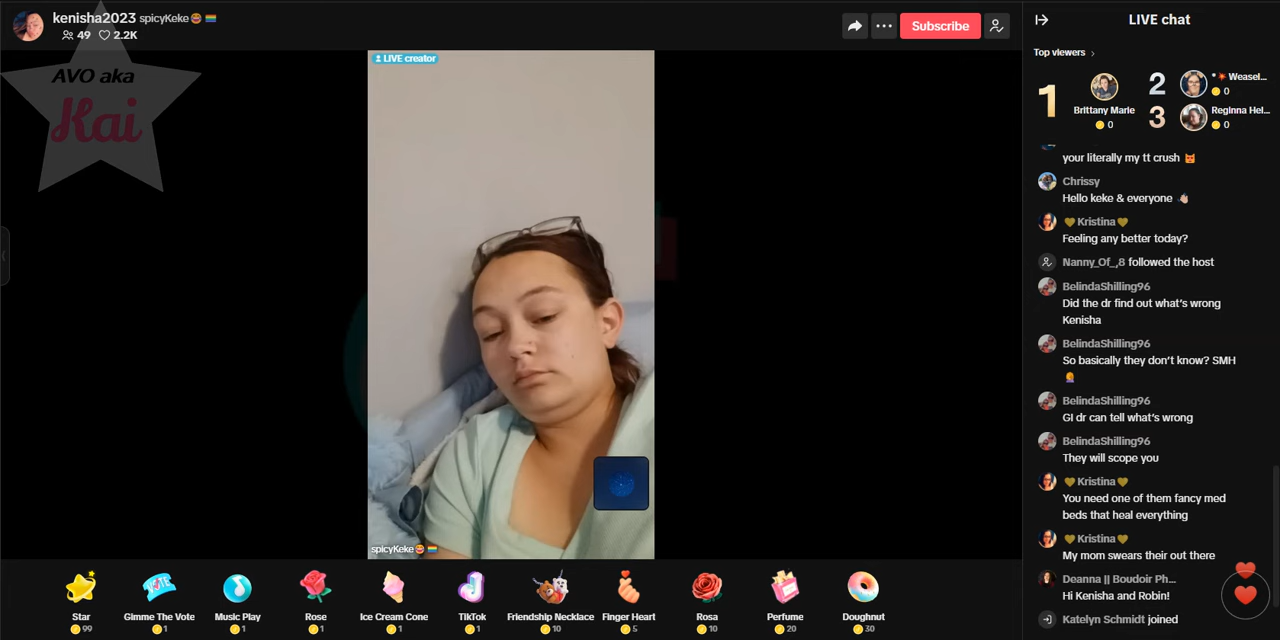 kenisha2023 spicyKeke
49 2.2K
Subscribe
AVO aka
Kai
LIVE creator
spicyKeke
Star
99
Gimme The Vote
1
Music Play
1
Rose
1
Ice Cream Cone
1
TikTok
1
Friendship Necklace
10
Finger Heart
5
Rosa
10
Perfume
20
Doughnut
30
LIVE chat
Top viewers
1
Brittany Marie
0
2
Weasel...
0
3
Reginna Hel...
0
your literally my tt crush
Chrissy
Hello keke & everyone
Kristina
Feeling any better today?
Nanny_Of_,8 followed the host
BelindaShilling96
Did the dr find out what's wrong
Kenisha
BelindaShilling96
So basically they don't know? SMH
BelindaShilling96
GI dr can tell what's wrong
BelindaShilling96
They will scope you
Kristina
You need one of them fancy med
beds that heal everything
Kristina
My mom swears their out there
Deanna || Boudoir Ph...
Hi Kenisha and Robin!
Katelyn Schmidt joined